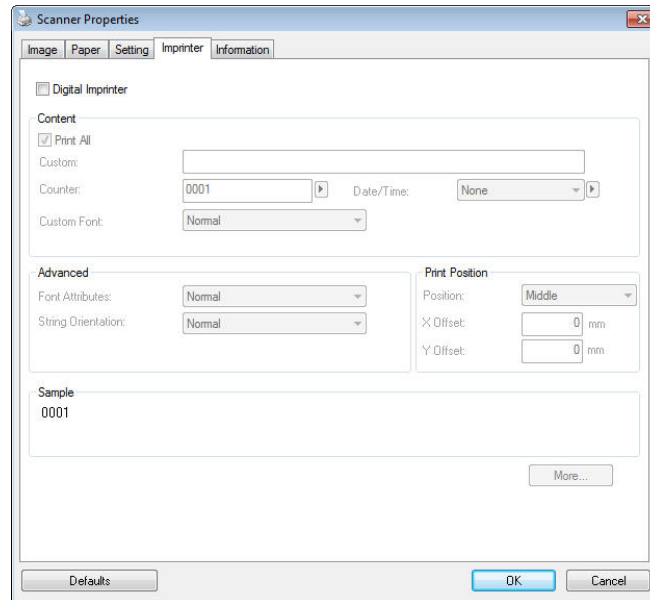 Scanner Properties
Image Paper Setting Imprinter Information
Digital Imprinter
Content
Print All
Custom:
Counter: 0001 Date/Time: None
Custom Font: Normal
Advanced
Font Attributes: Normal
String Orientation: Normal
Print Position
Position: Middle
X Offset: 0 mm
Y Offset: 0 mm
Sample
0001
More...
Defaults OK Cancel